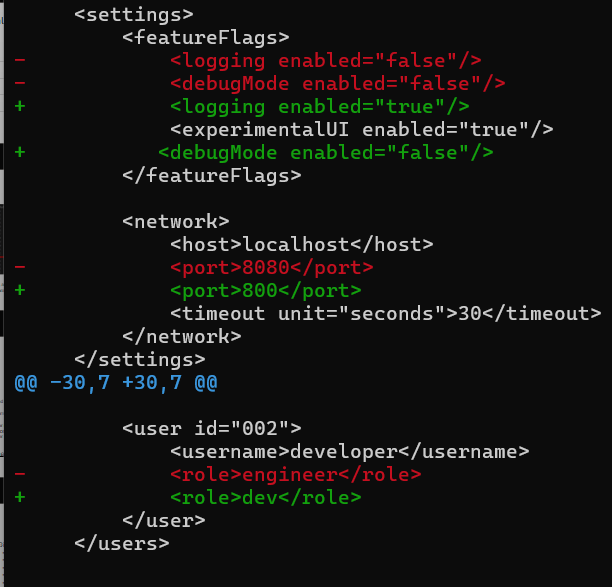 <settings>
         <featureFlags>
-            <logging enabled="false"/>
-            <debugMode enabled="false"/>
+            <logging enabled="true"/>
             <experimentalUI enabled="true"/>
+           <debugMode enabled="false"/>
         </featureFlags>

         <network>
             <host>localhost</host>
-            <port>8080</port>
+            <port>800</port>
             <timeout unit="seconds">30</timeout>
         </network>
     </settings>
@@ -30,7 +30,7 @@

         <user id="002">
             <username>developer</username>
-            <role>engineer</role>
+            <role>dev</role>
         </user>
     </users>